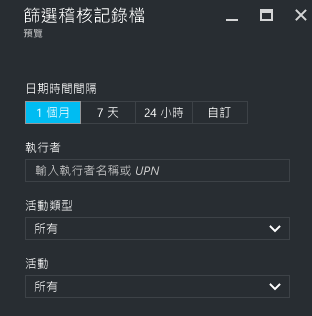 篩選稽核記錄檔
預覽
日期時間間隔
1 個月 7 天 24 小時 自訂
執行者
輸入執行者名稱或 UPN
活動類型
所有
活動
所有